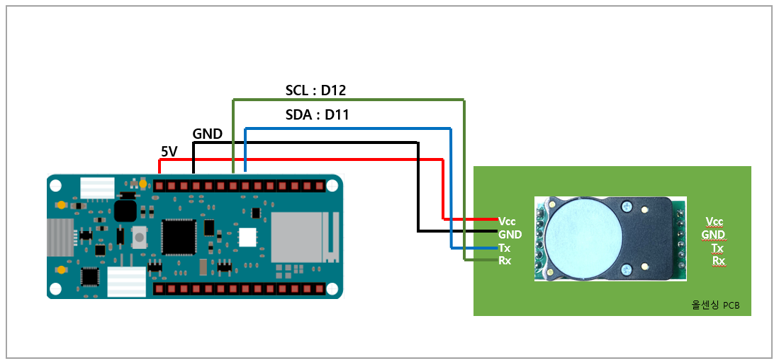 SCL : D12
SDA : D11
GND
5V
Vcc
GND
Tx
Rx
Vcc
GND
Tx
Rx
올센싱 PCB